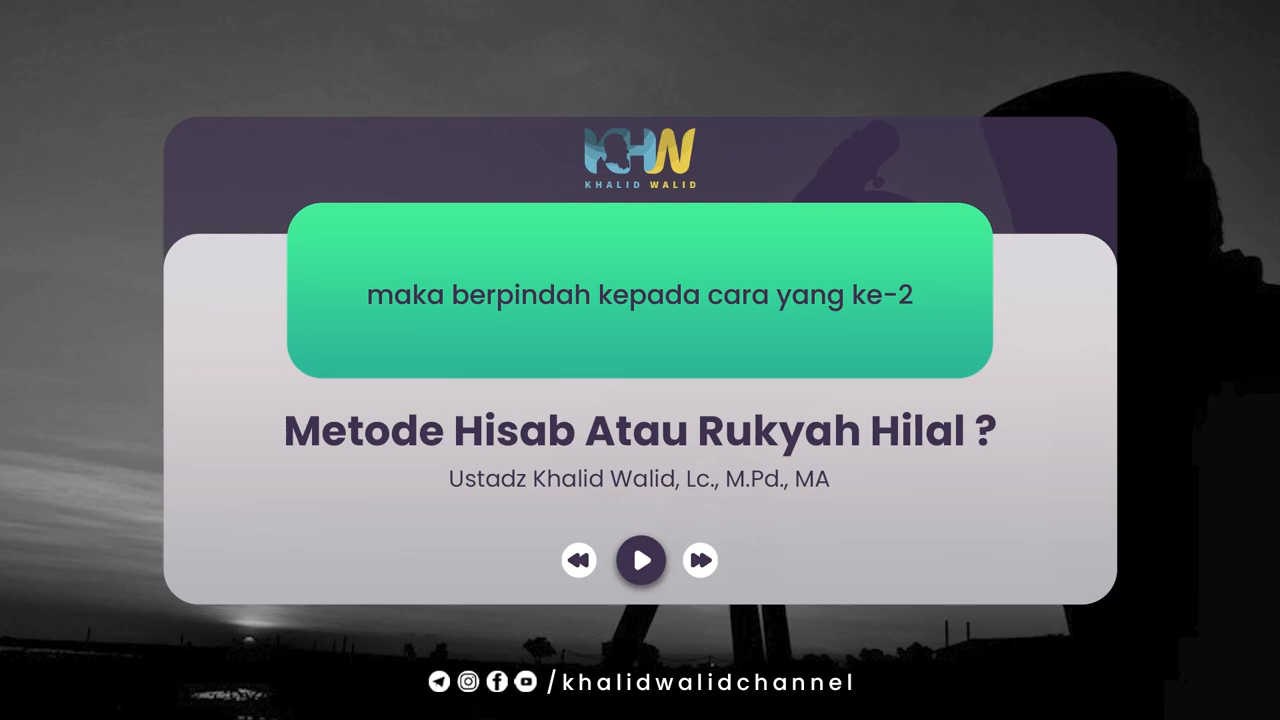 KHW
KHALID WALID
maka berpindah kepada cara yang ke-2
Metode Hisab Atau Rukyah Hilal ?
Ustadz Khalid Walid, Lc., M.Pd., MA
/khalidwalidchannel